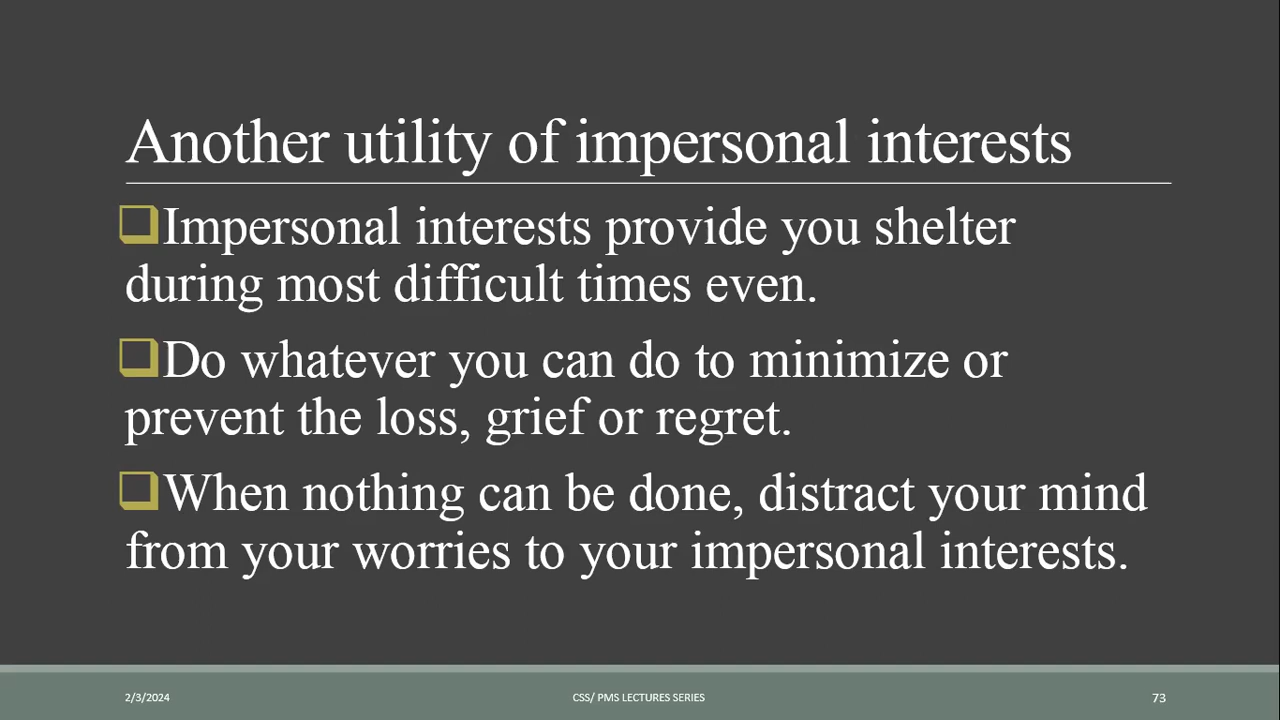 Another utility of impersonal interests
Impersonal interests provide you shelter
during most difficult times even.
Do whatever you can do to minimize or
prevent the loss, grief or regret.
When nothing can be done, distract your mind
from your worries to your impersonal interests.
2/3/2024
CSS/ PMS LECTURES SERIES
73